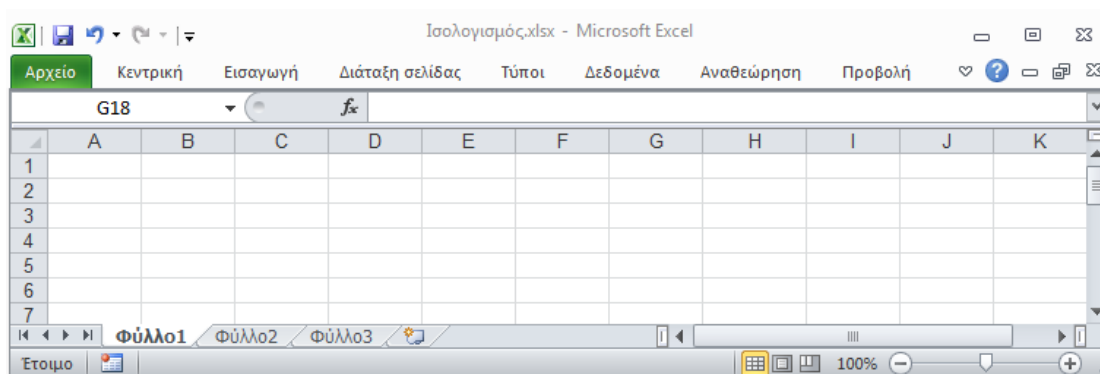 Ισολογισμός.xlsx - Microsoft Excel
Αρχείο Κεντρική Εισαγωγή Διάταξη σελίδας Τύποι Δεδομένα Αναθεώρηση Προβολή
G18 fx
A B C D E F G H I J K
1
2
3
4
5
6
7
Φύλλο1 Φύλλο2 Φύλλο3
Έτοιμο 100%